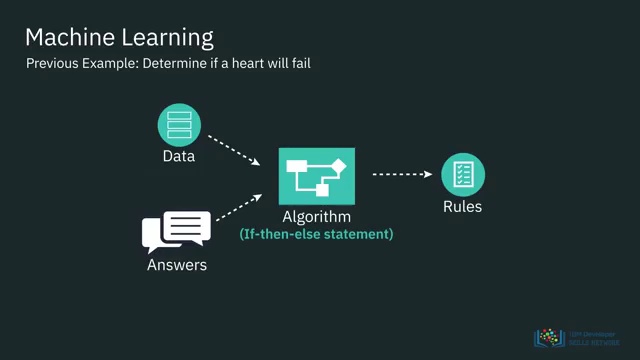 Machine Learning
Previous Example: Determine if a heart will fail
Data
Algorithm
(If-then-else statement)
Rules
Answers
IBM Developer
SKILLS NETWORK